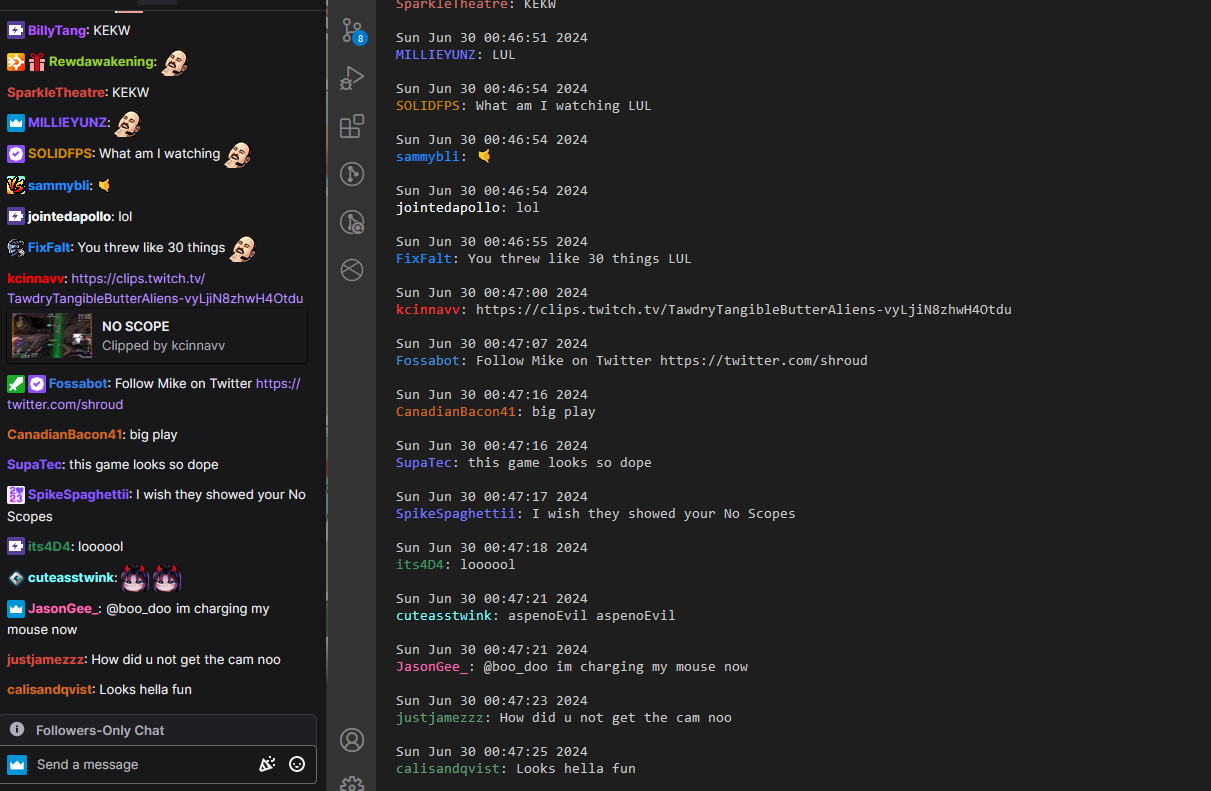 BillyTang: KEKW
Rewdawakening:
SparkleTheatre: KEKW
MILLIEYUNZ:
SOLIDFPS: What am I watching
sammybli: 🤙
jointedapollo: lol
FixFalt: You threw like 30 things
kcinnavv: https://clips.twitch.tv/
TawdryTangibleButterAliens-vyLjiN8zhwH4Otdu
NO SCOPE
Clipped by kcinnavv
Fossabot: Follow Mike on Twitter https://
twitter.com/shroud
CanadianBacon41: big play
SupaTec: this game looks so dope
SpikeSpaghettii: I wish they showed your No
Scopes
its4D4: loooool
cuteasstwink:
JasonGee_: @boo_doo im charging my
mouse now
justjamezzz: How did u not get the cam noo
calisandqvist: Looks hella fun
Followers-Only Chat
Send a message
8
SparkleTheatre: KEKW
Sun Jun 30 00:46:51 2024
MILLIEYUNZ: LUL
Sun Jun 30 00:46:54 2024
SOLIDFPS: What am I watching LUL
Sun Jun 30 00:46:54 2024
sammybli: 🤙
Sun Jun 30 00:46:54 2024
jointedapollo: lol
Sun Jun 30 00:46:55 2024
FixFalt: You threw like 30 things LUL
Sun Jun 30 00:47:00 2024
kcinnavv: https://clips.twitch.tv/TawdryTangibleButterAliens-vyLjiN8zhwH4Otdu
Sun Jun 30 00:47:07 2024
Fossabot: Follow Mike on Twitter https://twitter.com/shroud
Sun Jun 30 00:47:16 2024
CanadianBacon41: big play
Sun Jun 30 00:47:16 2024
SupaTec: this game looks so dope
Sun Jun 30 00:47:17 2024
SpikeSpaghettii: I wish they showed your No Scopes
Sun Jun 30 00:47:18 2024
its4D4: loooool
Sun Jun 30 00:47:21 2024
cuteasstwink: aspenoEvil aspenoEvil
Sun Jun 30 00:47:21 2024
JasonGee_: @boo_doo im charging my mouse now
Sun Jun 30 00:47:23 2024
justjamezzz: How did u not get the cam noo
Sun Jun 30 00:47:25 2024
calisandqvist: Looks hella fun